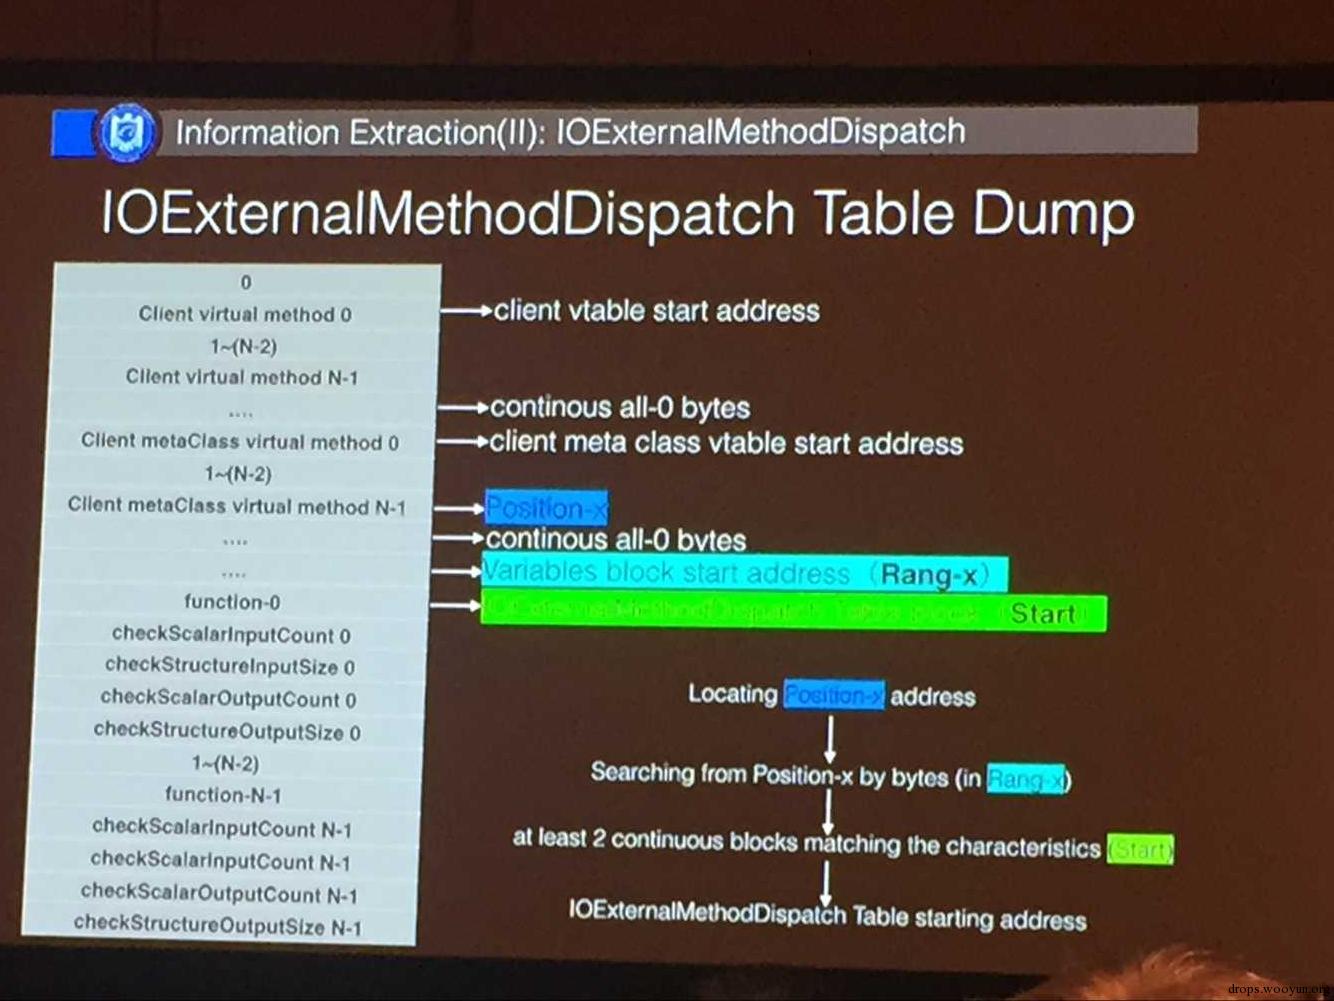 Information Extraction(II): IOExternalMethodDispatch
IOExternalMethodDispatch Table Dump
0
Client virtual method 0
client vtable start address
1~(N-2)
Client virtual method N-1
....
continous all-0 bytes
Client metaClass virtual method 0
client meta class vtable start address
1~(N-2)
Client metaClass virtual method N-1
Position-x
....
continous all-0 bytes
....
Variables block start address (Rang-x)
function-0
IOExternalMethodDispatch Table (Start)
checkScalarInputCount 0
checkStructureInputSize 0
checkScalarOutputCount 0
checkStructureOutputSize 0
1~(N-2)
function-N-1
checkScalarInputCount N-1
checkScalarInputCount N-1
checkScalarOutputCount N-1
checkStructureOutputSize N-1
Locating Position-x address
Searching from Position-x by bytes (in Rang-x)
at least 2 continuous blocks matching the characteristics (Start)
IOExternalMethodDispatch Table starting address
drops.wooyun.org